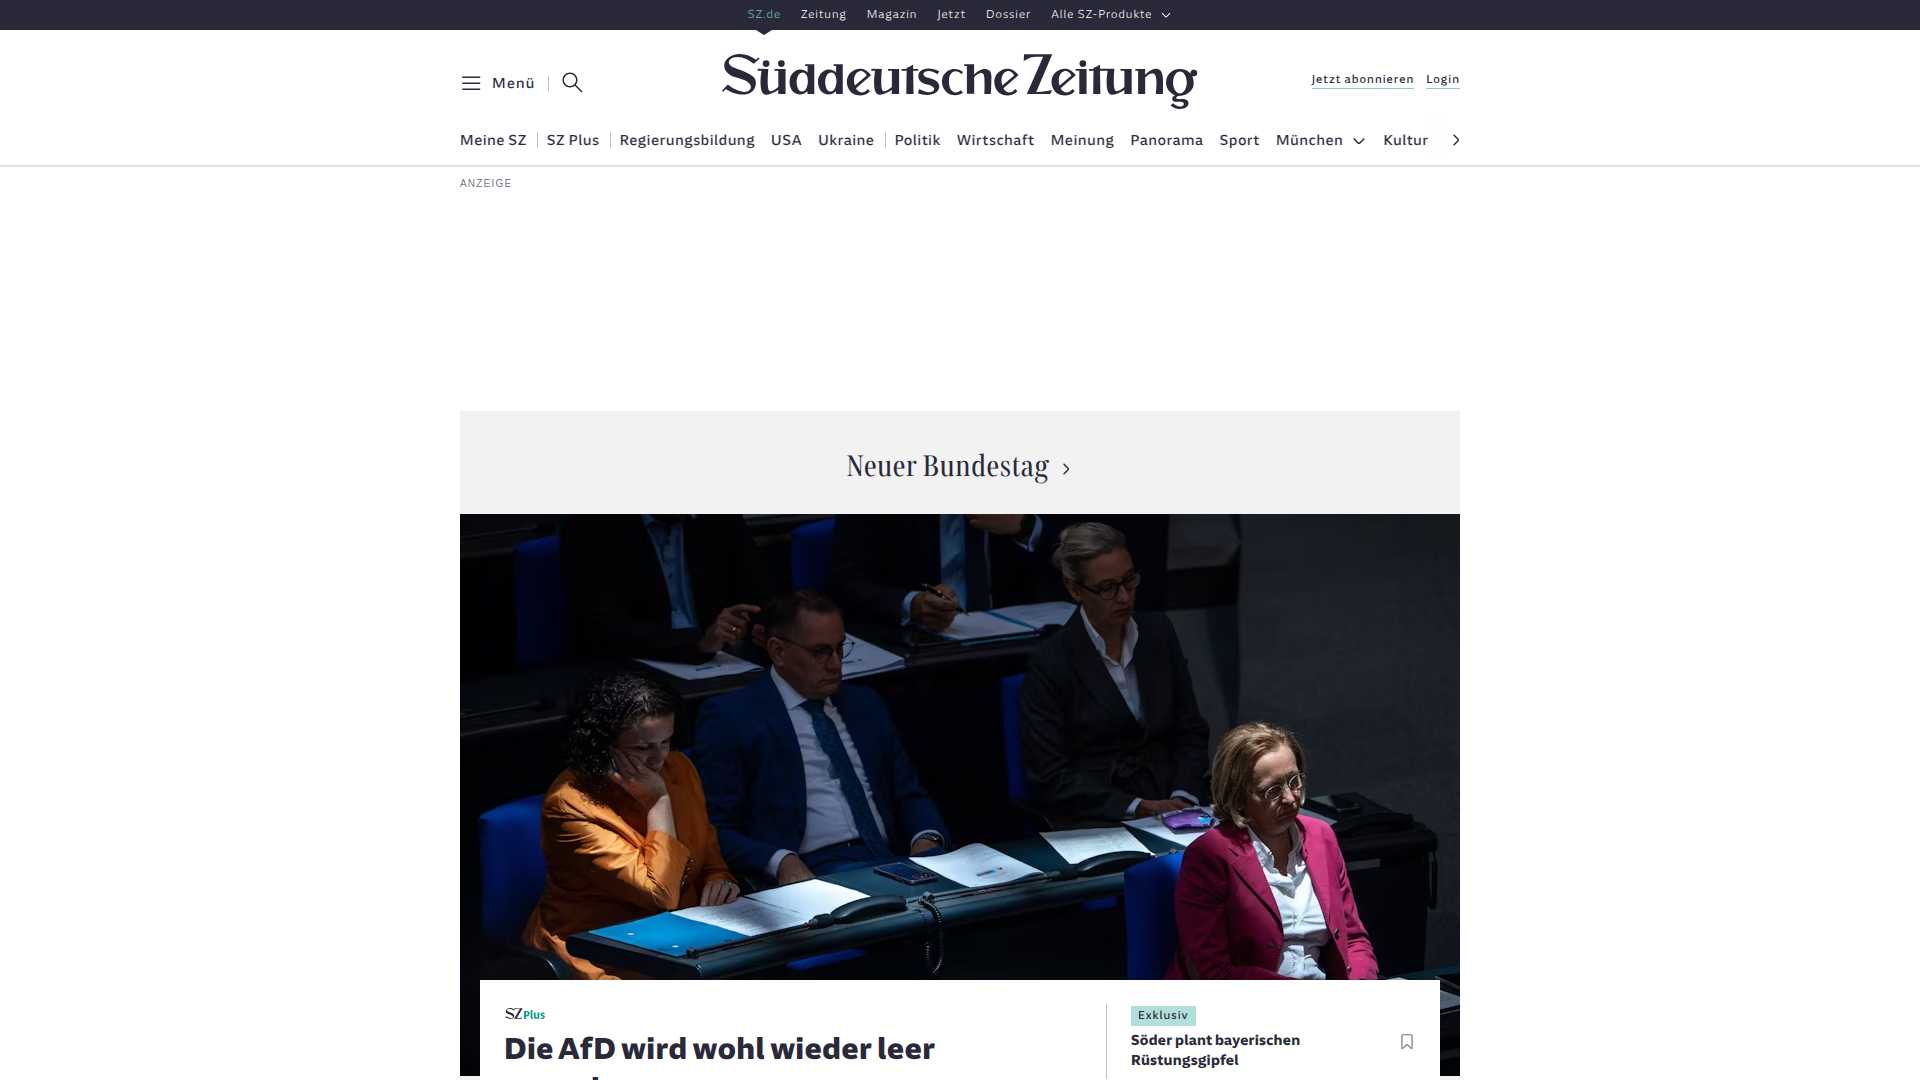 SZ.de Zeitung Magazin Jetzt Dossier Alle SZ-Produkte
Menü
Süddeutsche Zeitung
Jetzt abonnieren Login
Meine SZ SZ Plus Regierungsbildung USA Ukraine Politik Wirtschaft Meinung Panorama Sport München Kultur
ANZEIGE
Neuer Bundestag
SZ Plus
Die AfD wird wohl wieder leer
Exklusiv
Söder plant bayerischen
Rüstungsgipfel